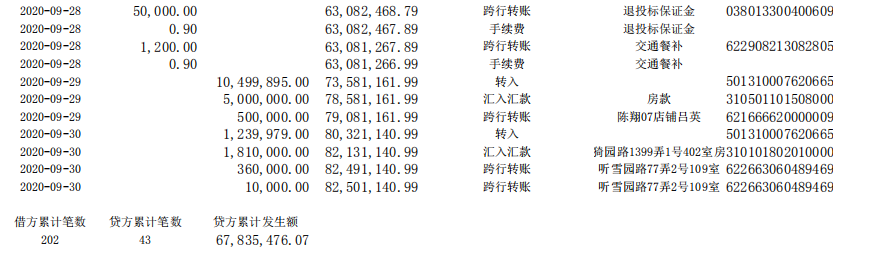 2020-09-28 50,000.00 63,082,468.79 跨行转账 退投标保证金 038013300400609
2020-09-28 0.90 63,082,467.89 手续费 退投标保证金
2020-09-28 1,200.00 63,081,267.89 跨行转账 交通餐补 622908213082805
2020-09-28 0.90 63,081,266.99 手续费 交通餐补
2020-09-29 10,499,895.00 73,581,161.99 转入 501310007620665
2020-09-29 5,000,000.00 78,581,161.99 汇入汇款 房款 310501101508000
2020-09-29 500,000.00 79,081,161.99 跨行转账 陈翔07店铺吕英 621666620000009
2020-09-30 1,239,979.00 80,321,140.99 转入 501310007620665
2020-09-30 1,810,000.00 82,131,140.99 汇入汇款 猗园路1399弄1号402室房 310101802010000
2020-09-30 360,000.00 82,491,140.99 跨行转账 听雪园路77弄2号109室 622663060489469
2020-09-30 10,000.00 82,501,140.99 跨行转账 听雪园路77弄2号109室 622663060489469
借方累计笔数 贷方累计笔数 贷方累计发生额
202 43 67,835,476.07